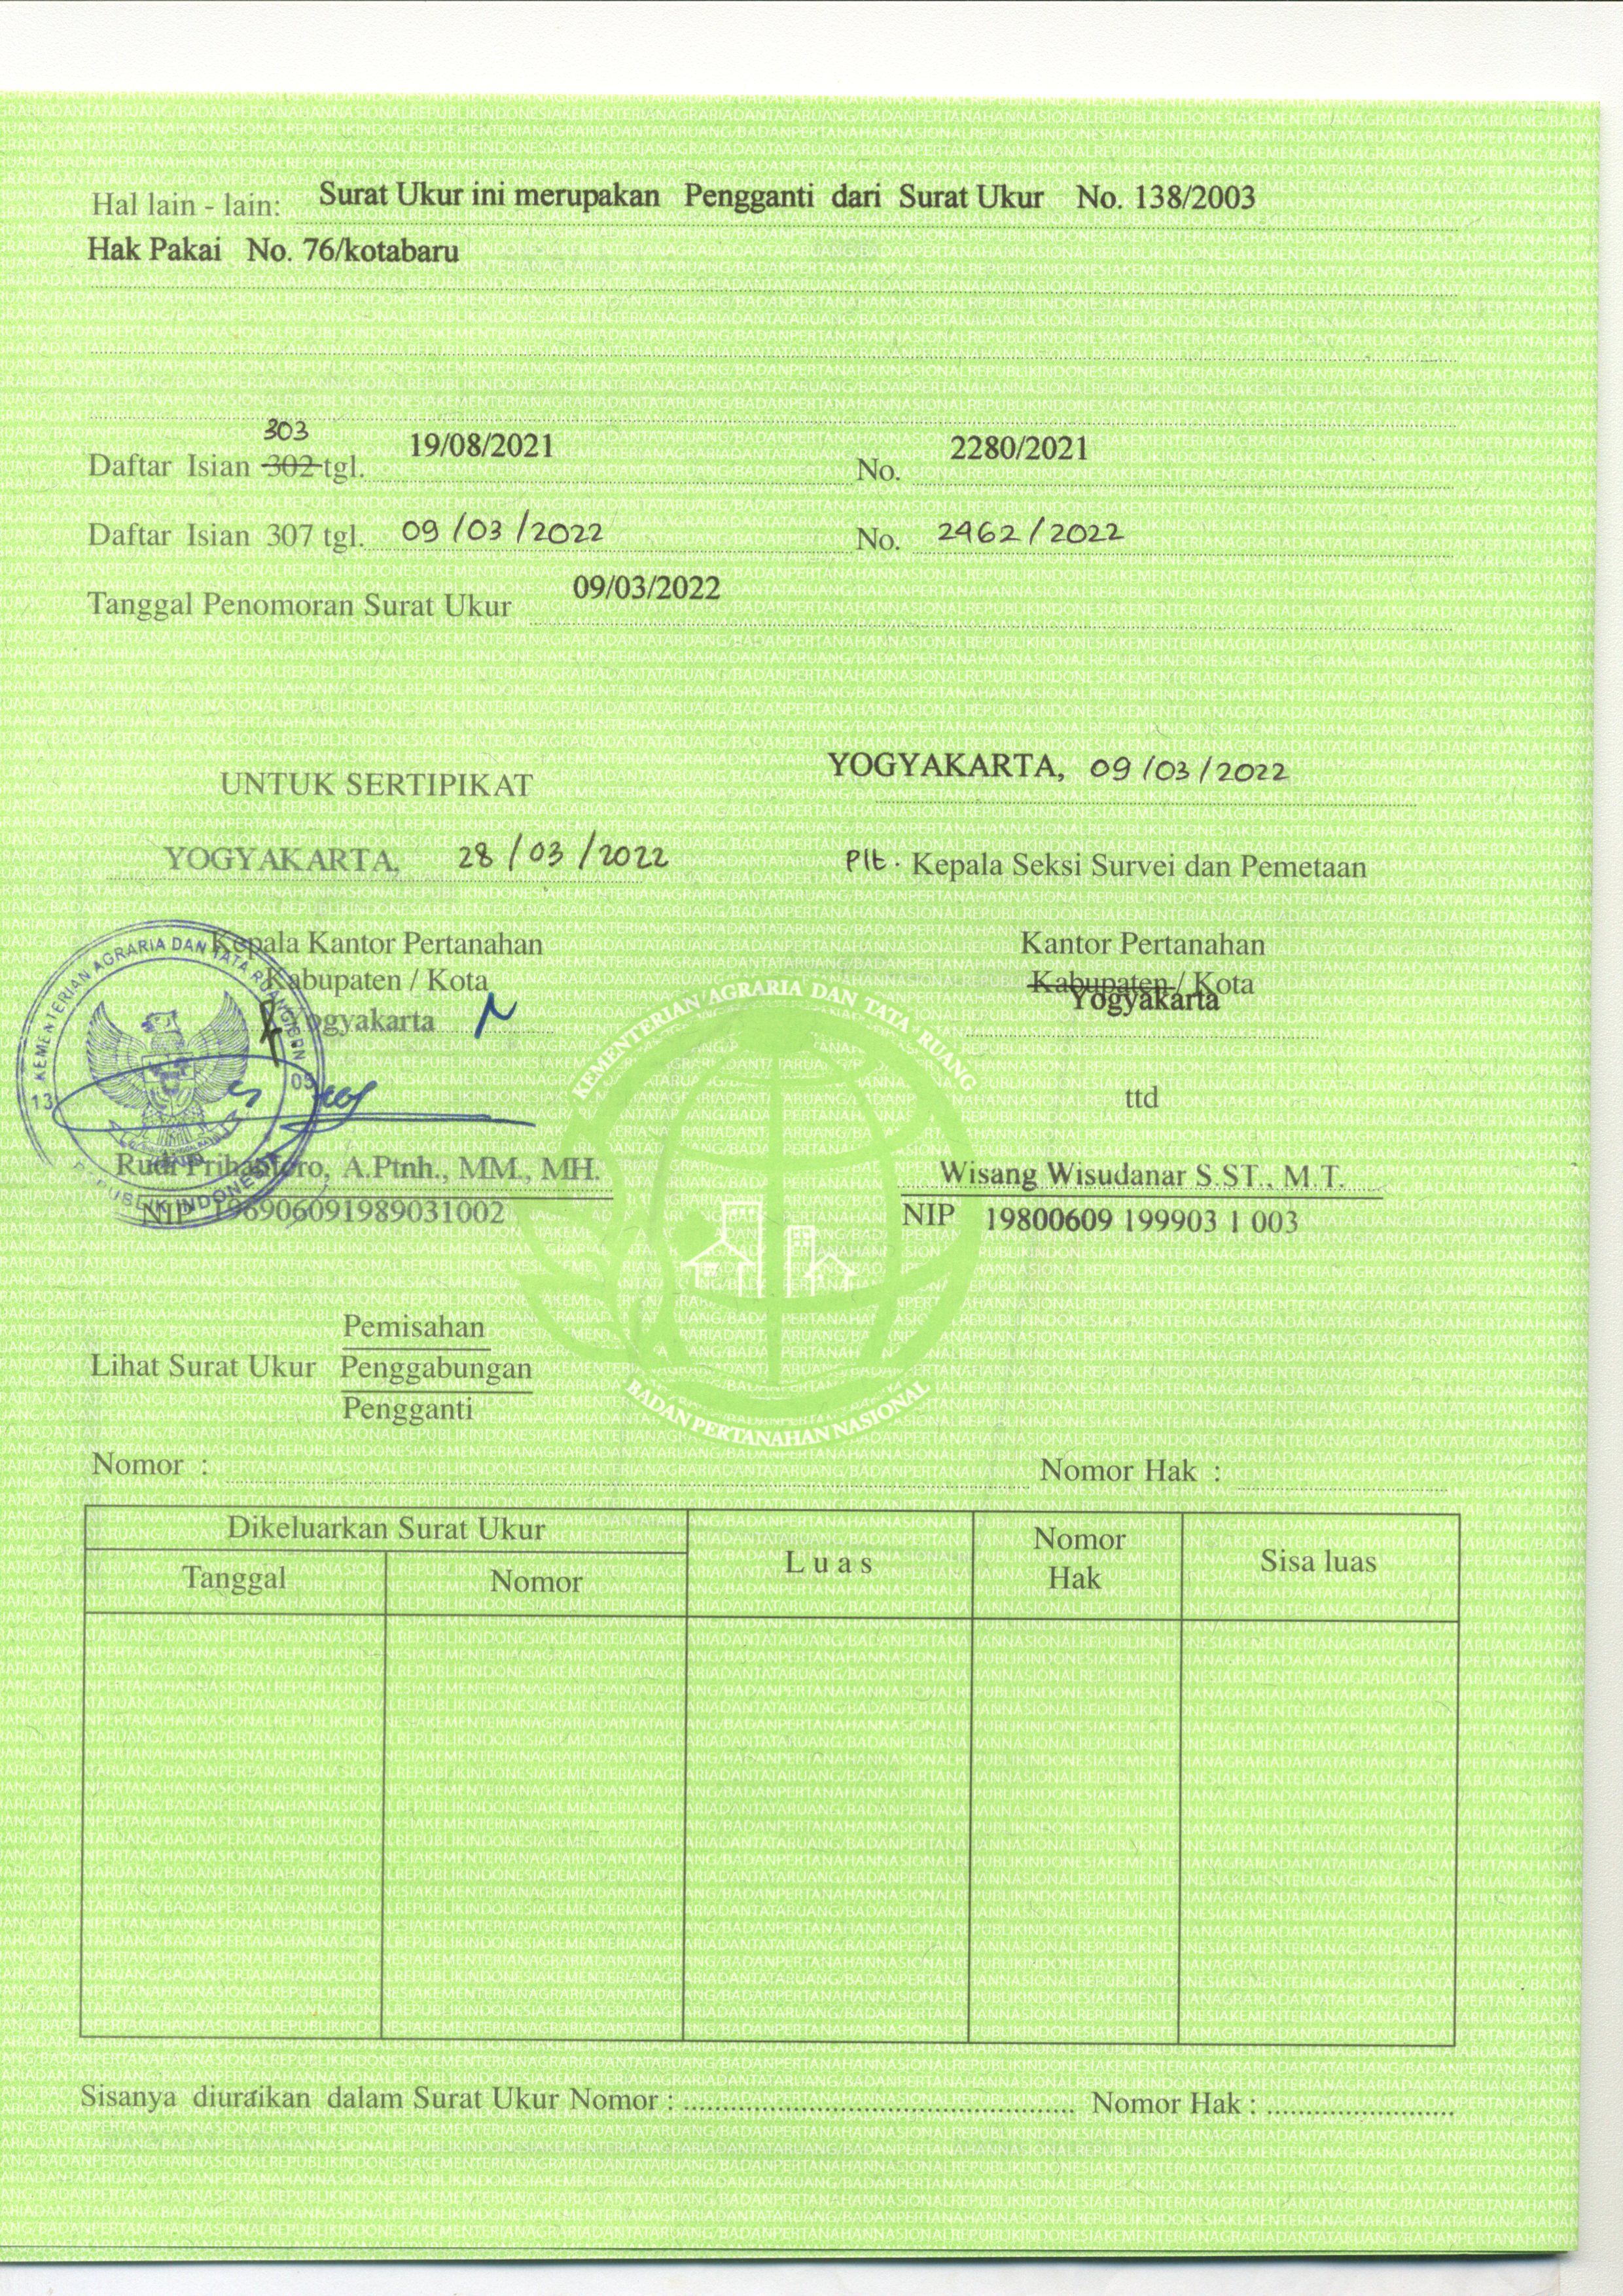 Hal lain - lain: Surat Ukur ini merupakan Pengganti dari Surat Ukur No. 138/2003
Hak Pakai No. 76/kotabaru
303
Daftar Isian 302 tgl. 19/08/2021 No. 2280/2021
Daftar Isian 307 tgl. 09/03/2022 No. 2962/2022
Tanggal Penomoran Surat Ukur 09/03/2022
UNTUK SERTIPIKAT
YOGYAKARTA, 28/03/2022
Kepala Kantor Pertanahan
Kabupaten / Kota
Yogyakarta
KEMENTERIAN AGRARIA DAN TATA RUANG/BPN
13 05
REPUBLIK INDONESIA
Rudi Prihantoro, A.Ptnh., MM., MH.
NIP 196906091989031002
YOGYAKARTA, 09/03/2022
Plt. Kepala Seksi Survei dan Pemetaan
Kantor Pertanahan
Kabupaten / Kota
Yogyakarta
ttd
Wisang Wisudanar S.ST., M.T.
NIP 19800609 199903 1 003
KEMENTERIAN AGRARIA DAN TATA RUANG
BADAN PERTANAHAN NASIONAL
Pemisahan
Lihat Surat Ukur Penggabungan
Pengganti
Nomor : Nomor Hak :
Dikeluarkan Surat Ukur
Tanggal Nomor Luas Nomor Hak Sisa luas
Sisanya diuraikan dalam Surat Ukur Nomor : Nomor Hak :